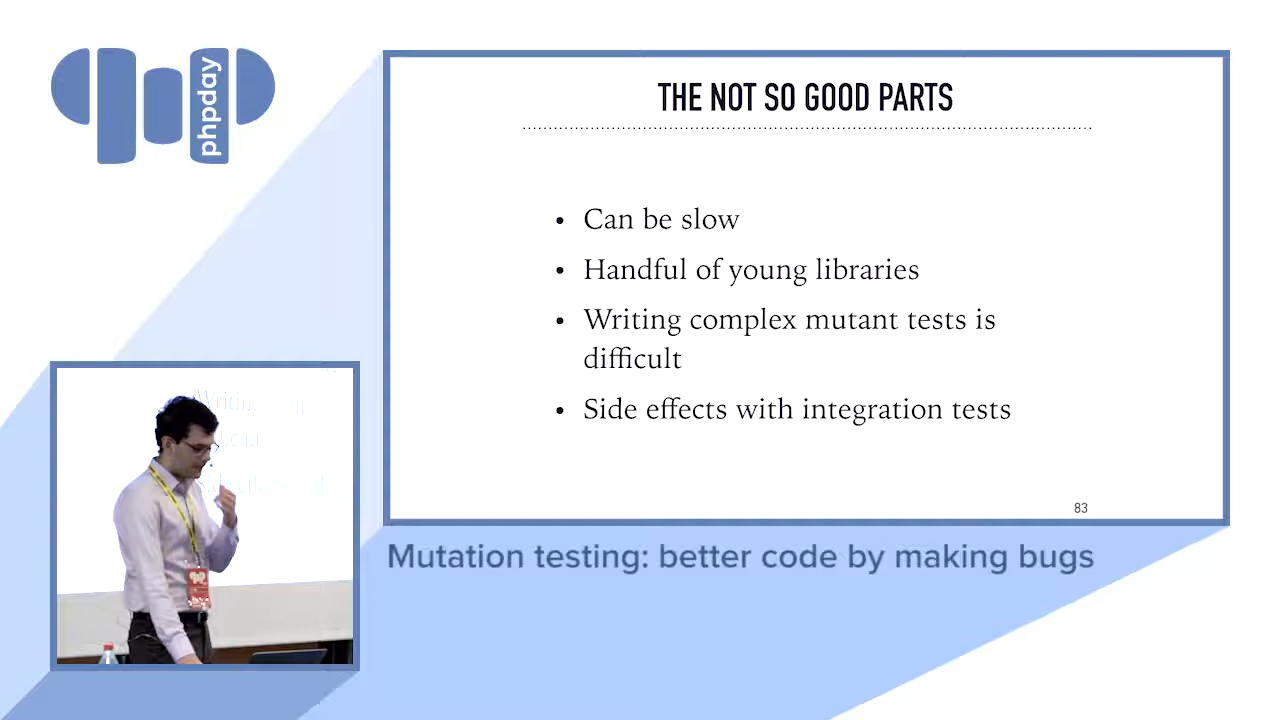 phpday
THE NOT SO GOOD PARTS
• Can be slow
• Handful of young libraries
• Writing complex mutant tests is
difficult
• Side effects with integration tests
83
Mutation testing: better code by making bugs